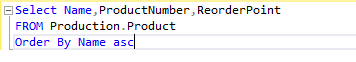 Select Name,ProductNumber,ReorderPoint
FROM Production.Product
Order By Name asc